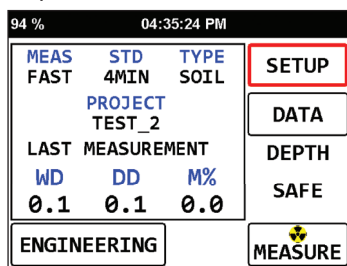 94 % 04:35:24 PM
MEAS STD TYPE
FAST 4MIN SOIL
PROJECT
TEST_2
LAST MEASUREMENT
WD DD M%
0.1 0.1 0.0
SETUP
DATA
DEPTH
SAFE
ENGINEERING
MEASURE